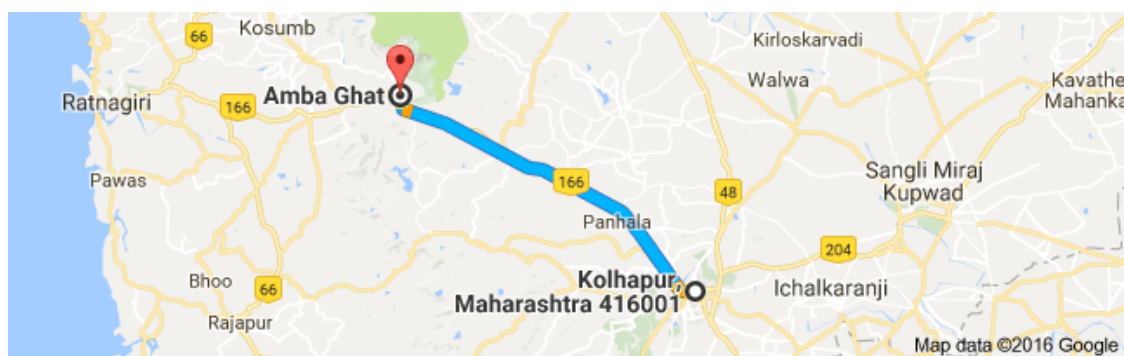 66
Kosumb
Kirloskarvadi
Walwa
Kavathe
Mahanka
Amba Ghat
Ratnagiri
166
166
Pawas
48
Sangli Miraj
Kupwad
Panhala
204
Bhoo
66
Kolhapur,
Maharashtra 416001
Ichalkaranji
Rajapur
Map data ©2016 Google